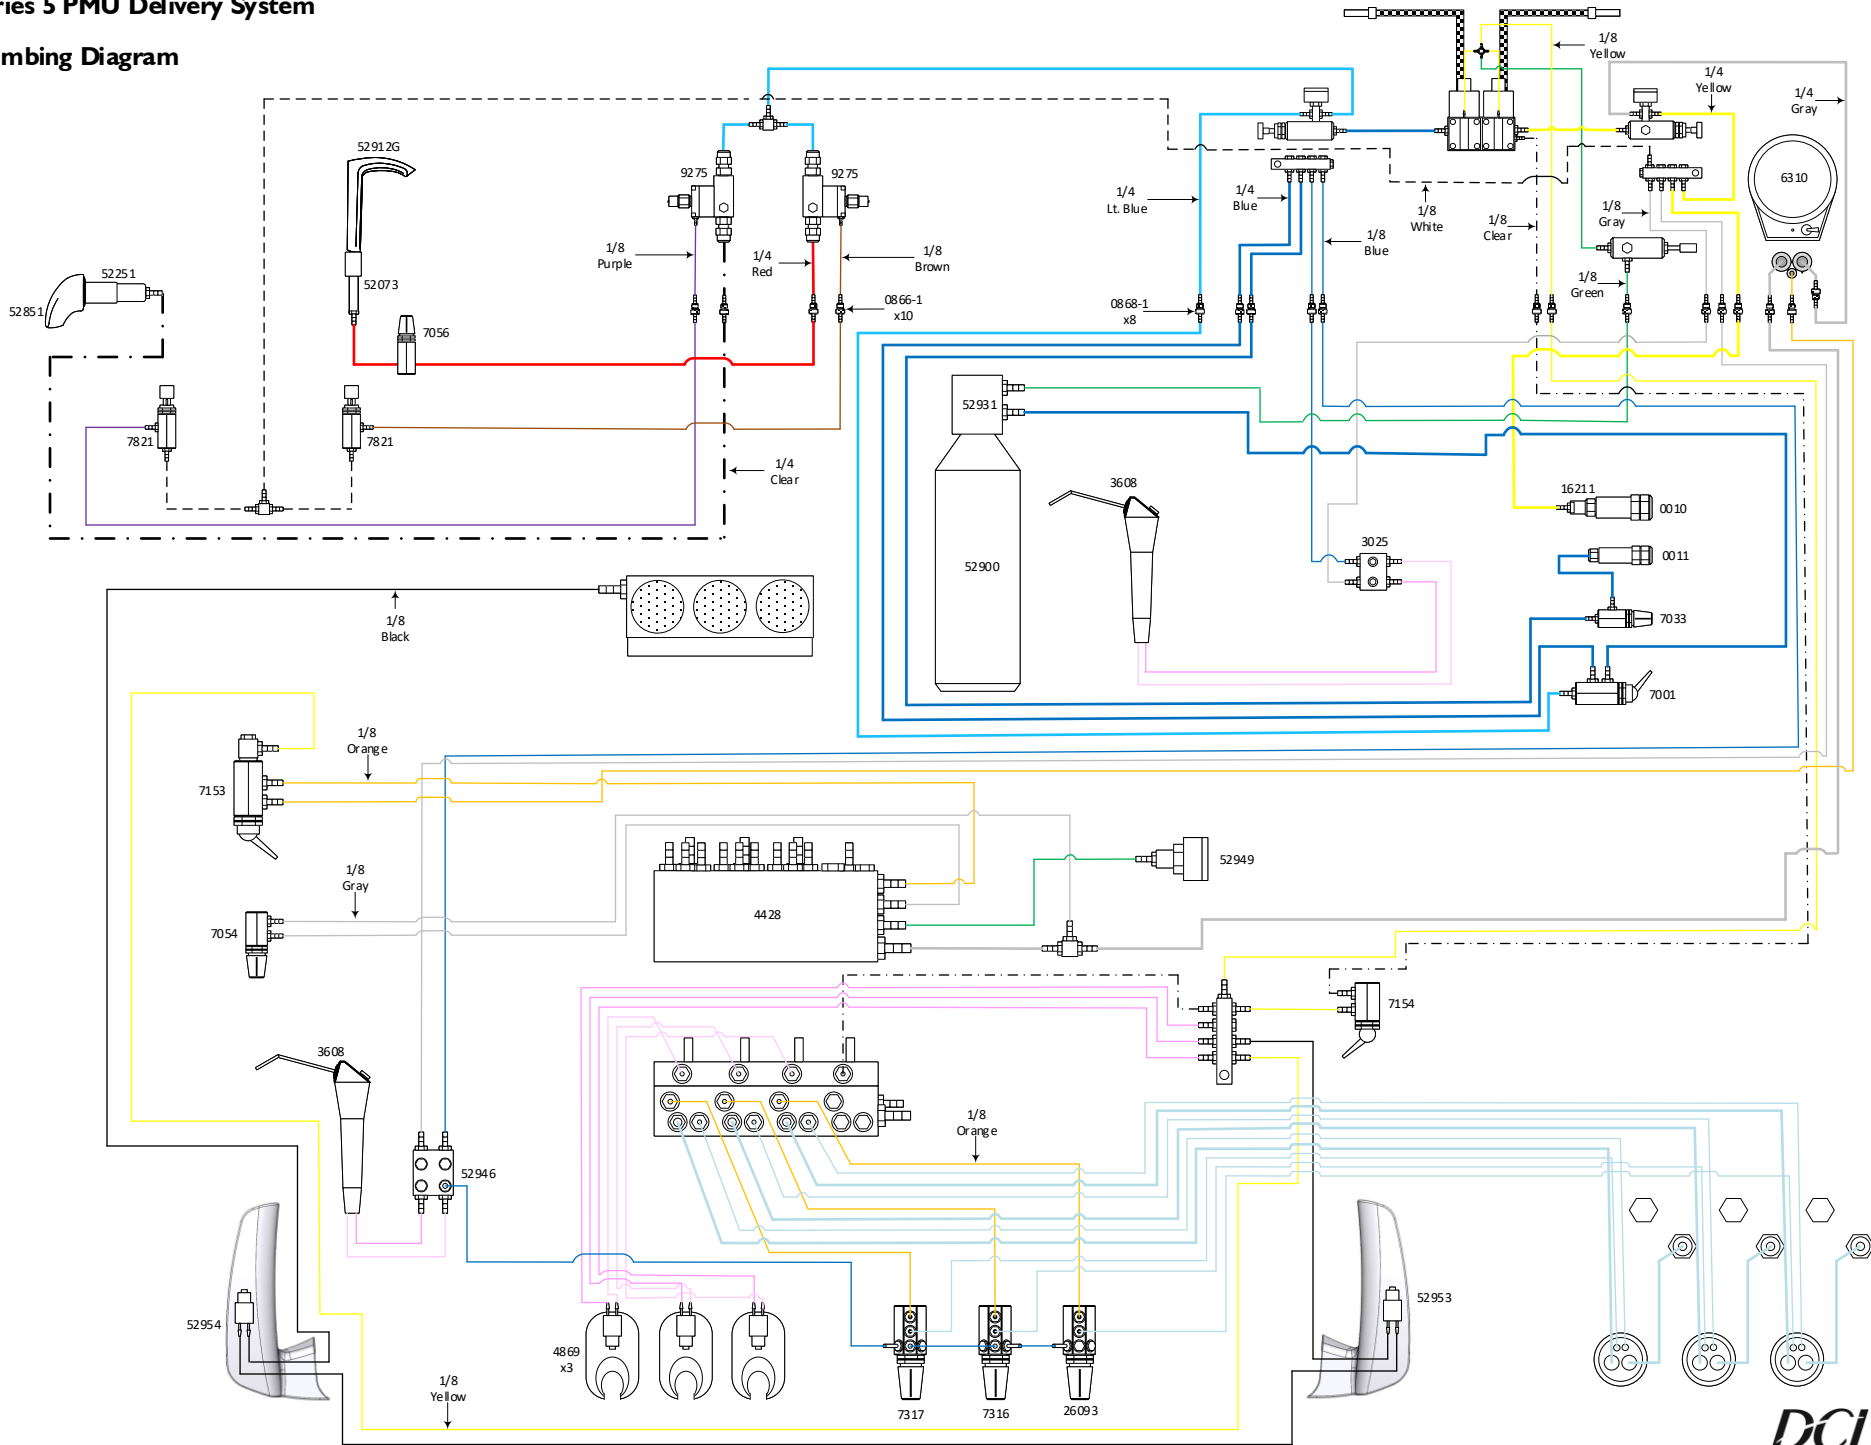 ries 5 PMU Delivery System
mbing Diagram
1/8
Yellow
1/4
Yellow
1/4
Gray
52912G
9275
9275
6310
1/4
Lt. Blue
1/4
Blue
1/8
White
1/8
Clear
1/8
Gray
1/8
Blue
1/8
Purple
1/4
Red
1/8
Brown
1/8
Green
52251
52073
52851
0866-1
x10
0868-1
x8
7056
52931
7821
7821
1/4
Clear
3608
16211
0010
3025
0011
52900
7033
1/8
Black
7001
1/8
Orange
7153
52949
1/8
Gray
4428
7054
7154
3608
1/8
Orange
52946
52954
52953
4869
x3
1/8
Yellow
7317
7316
26093
DCI